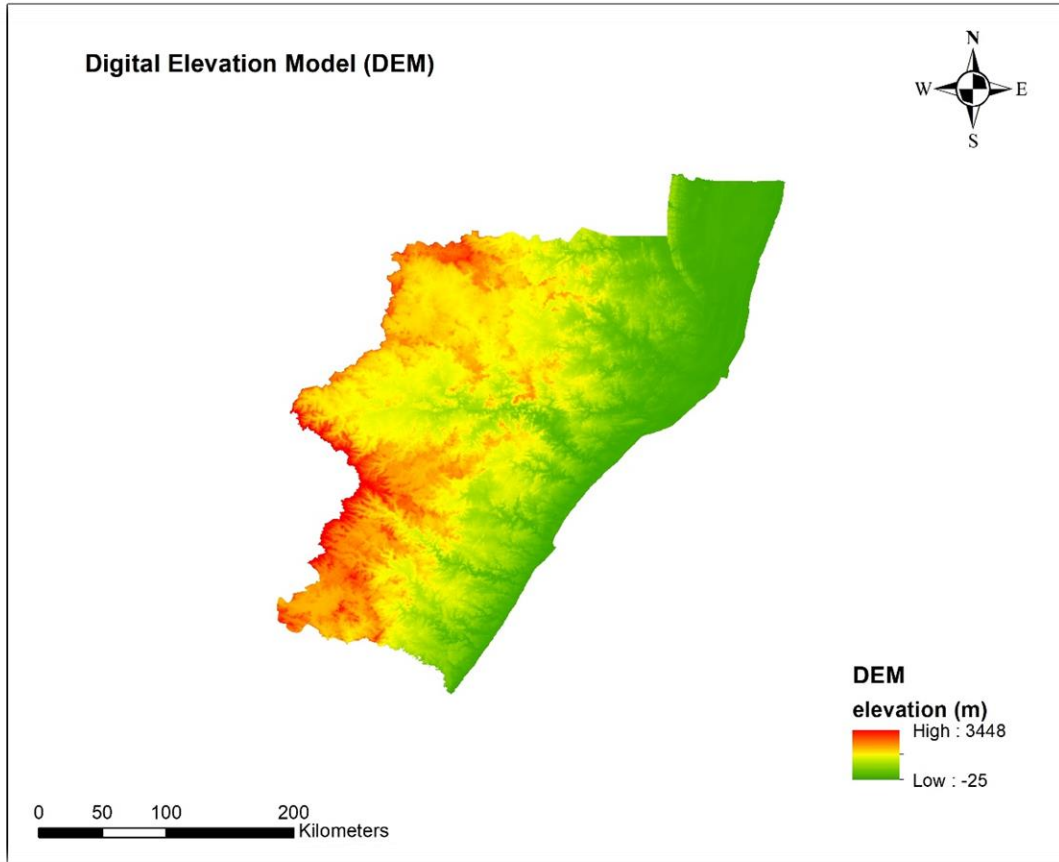 Digital Elevation Model (DEM)
N
W E
S
DEM
elevation (m)
High : 3448
Low : -25
0 50 100 200
Kilometers